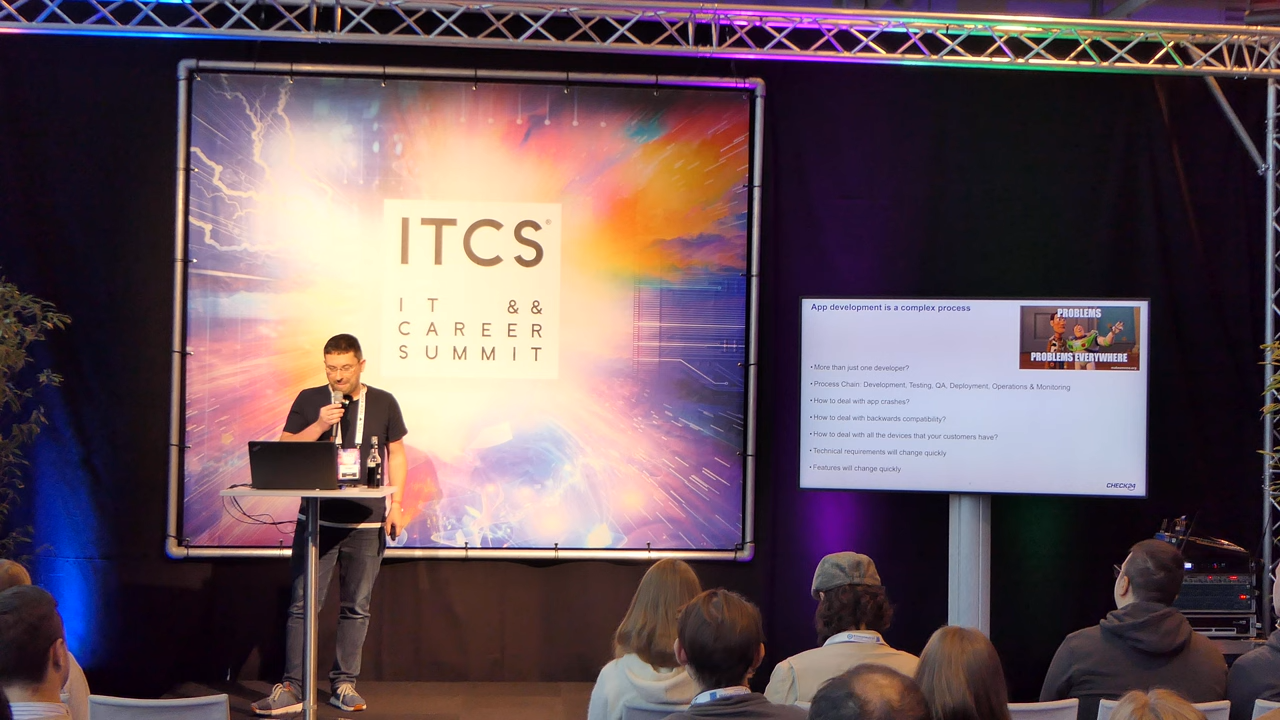 ITCS®
IT &&
CAREER
SUMMIT
App development is a complex process
PROBLEMS
PROBLEMS EVERYWHERE
• More than just one developer?
• Process Chain: Development, Testing, QA, Deployment, Operations & Monitoring
• How to deal with app crashes?
• How to deal with backwards compatibility?
• How to deal with all the devices that your customers have?
• Technical requirements will change quickly
• Features will change quickly
CHECK24